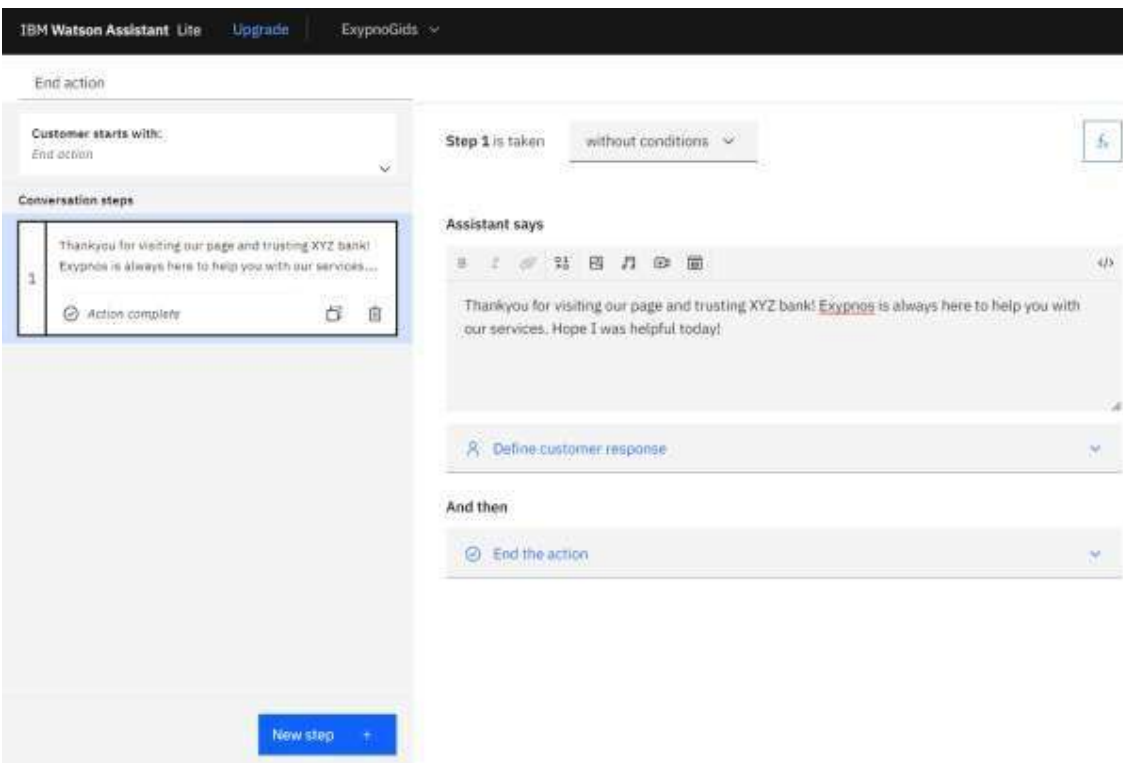 IBM Watson Assistant Lite Upgrade ExypnoGids
End action
Customer starts with:
End action
Conversation steps
1
Thankyou for visiting our page and trusting XYZ bank!
Exypnos is always here to help you with our services...
Action complete
New step +
Step 1 is taken without conditions
fx
Assistant says
B I </>
Thankyou for visiting our page and trusting XYZ bank! Exypnos is always here to help you with
our services. Hope I was helpful today!
Define customer response
And then
End the action